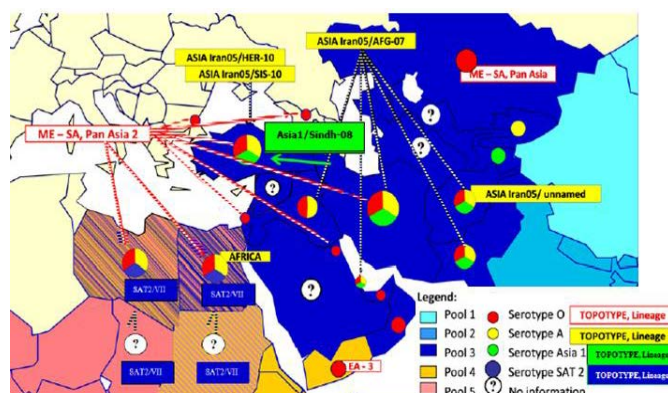 ASIA Iran05/HER-10
ASIA Iran05/SIS-10
ASIA Iran05/AFG-07
ME – SA, Pan Asia
ME – SA, Pan Asia 2
Asia1/Sindh-08
ASIA Iran05/ unnamed
AFRICA
SAT2/VII
SAT2/VII
SAT2/VII
SAT2/VII
EA - 3
?
?
?
?
?
?
Legend:
Pool 1
Pool 2
Pool 3
Pool 4
Pool 5
Serotype O
Serotype A
Serotype Asia 1
Serotype SAT 2
? No information
TOPOTYPE, Lineage
TOPOTYPE, Lineage
TOPOTYPE, Lineage
TOPOTYPE, Lineage